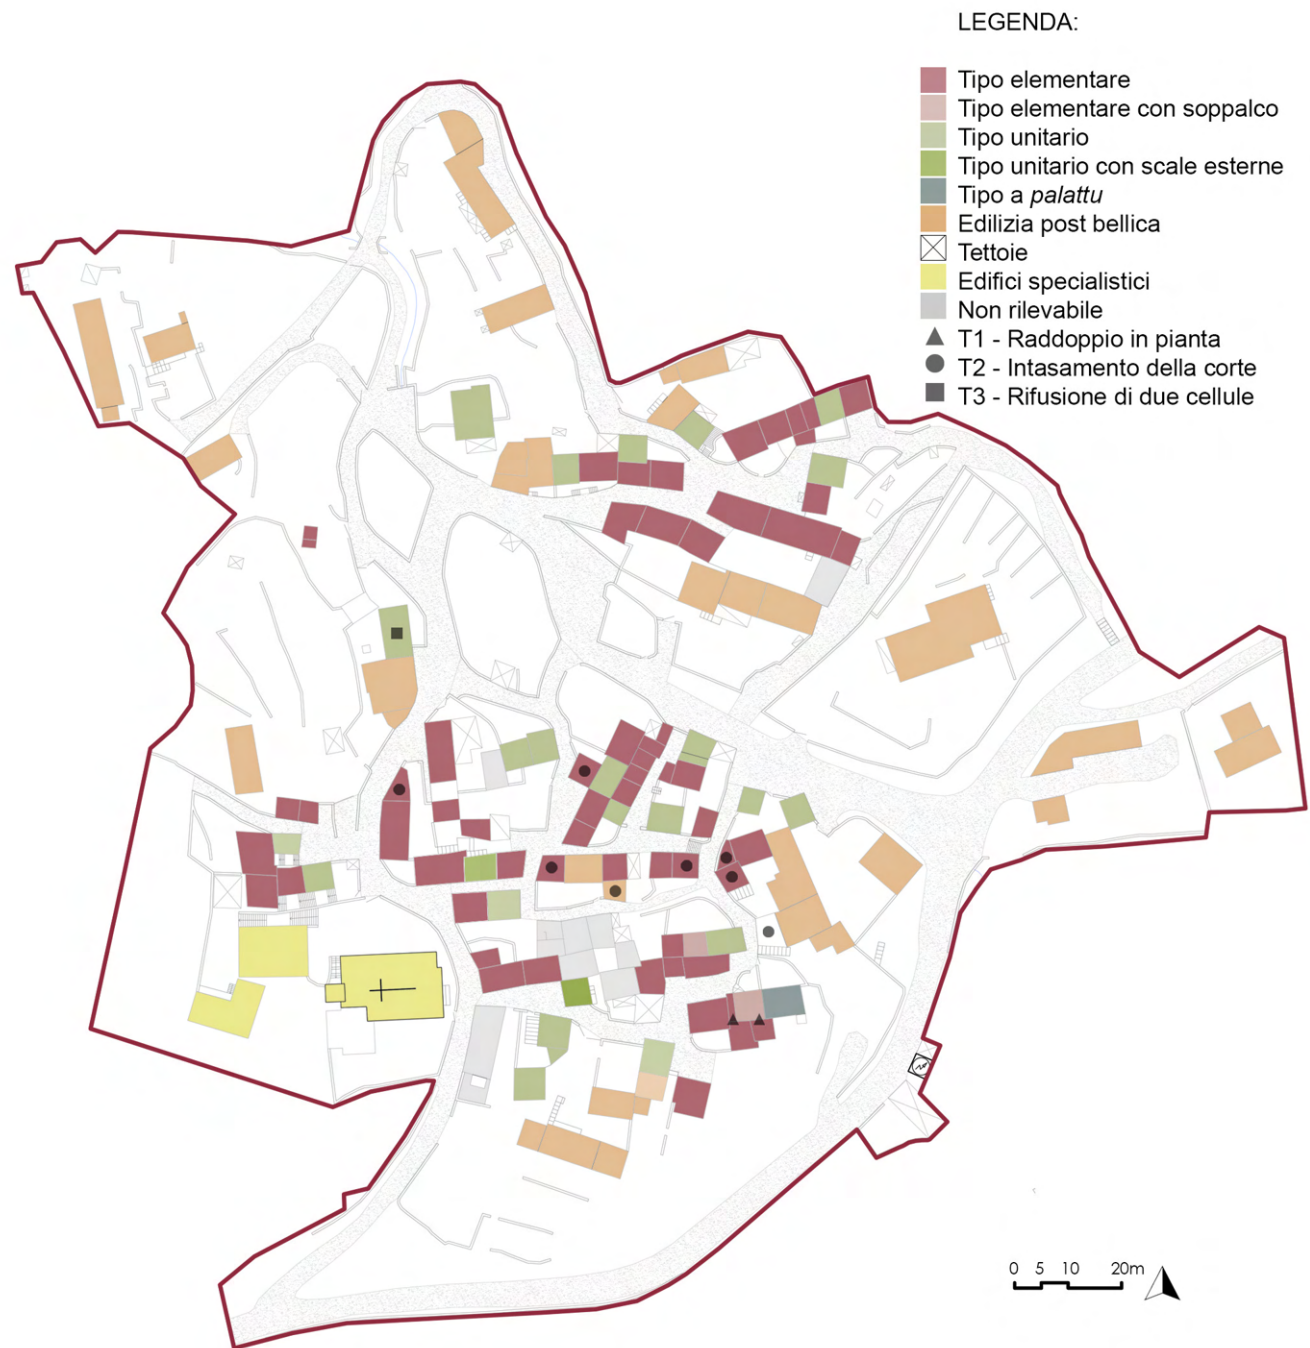 LEGENDA:
Tipo elementare
Tipo elementare con soppalco
Tipo unitario
Tipo unitario con scale esterne
Tipo a palattu
Edilizia post bellica
Tettoie
Edifici specialistici
Non rilevabile
T1 - Raddoppio in pianta
T2 - Intasamento della corte
T3 - Rifusione di due cellule
0 5 10 20m